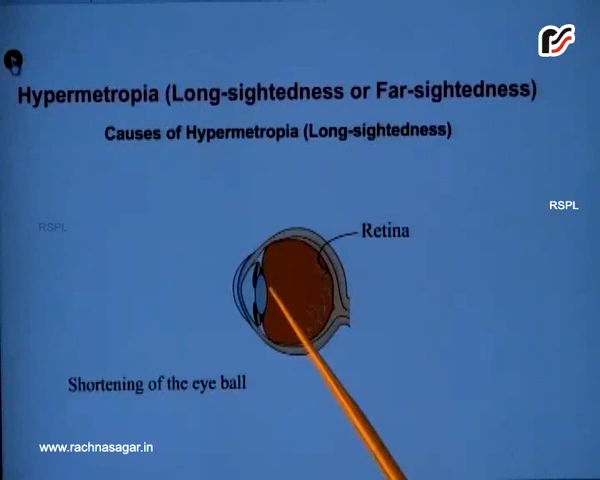 Hypermetropia (Long-sightedness or Far-sightedness)
Causes of Hypermetropia (Long-sightedness)
RSPL
RSPL
Retina
Shortening of the eye ball
www.rachnasagar.in